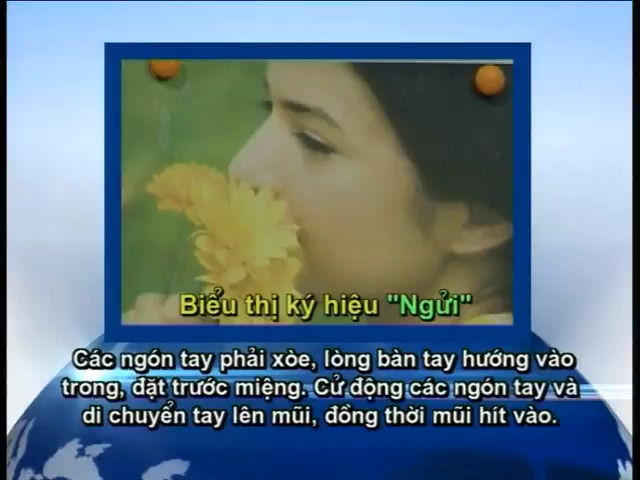 Biểu thị ký hiệu "Ngửi"
Các ngón tay phải xòe, lòng bàn tay hướng vào
trong, đặt trước miệng. Cử động các ngón tay và
di chuyển tay lên mũi, đồng thời mũi hít vào.